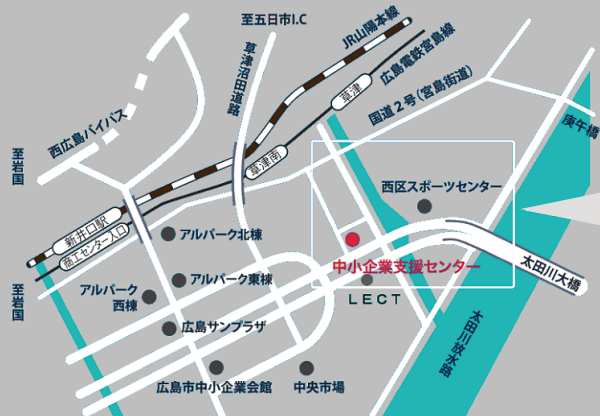 至五日市I.C
JR山陽本線
草津沼田道路
広島電鉄宮島線
草津
国道2号(宮島街道)
庚午橋
西広島バイパス
至岩国
草津南
西区スポーツセンター
新井口駅
商工センター入口
アルパーク北棟
中小企業支援センター
太田川大橋
至岩国
アルパーク東棟
アルパーク
西棟
LECT
広島サンプラザ
太田川放水路
広島市中小企業会館
中央市場